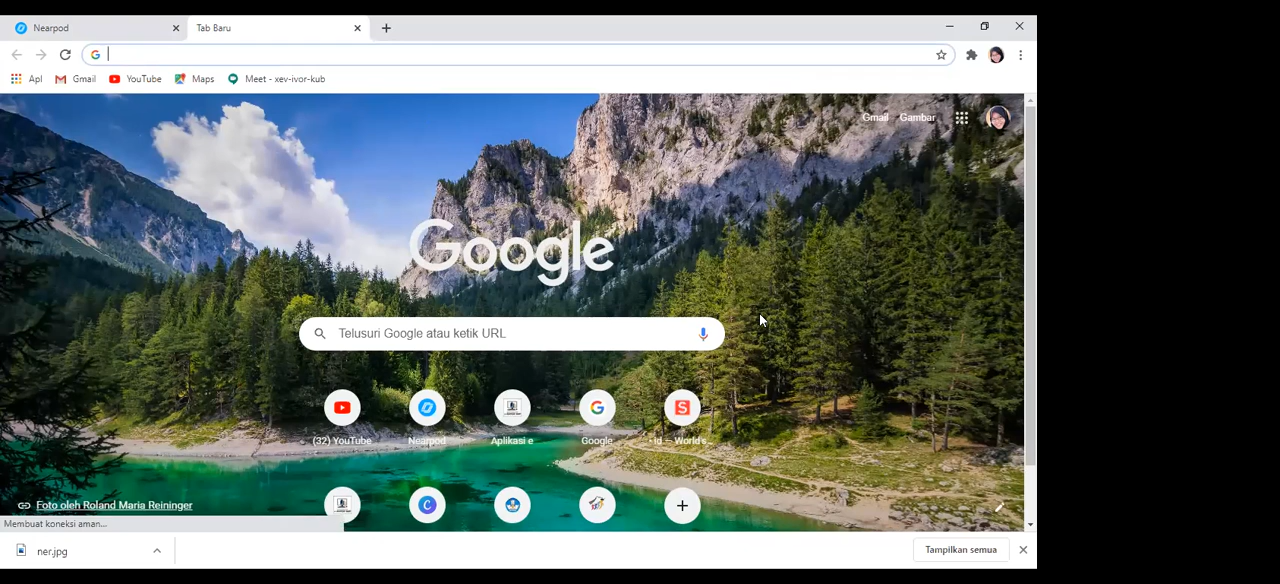 Nearpod
Tab Baru
Apl
Gmail
YouTube
Maps
Meet - xev-ivor-kub
Gmail
Gambar
Google
Telusuri Google atau ketik URL
(32) YouTube
Nearpod
Aplikasi e
Google
- id — World's
Foto oleh Roland Maria Reininger
Membuat koneksi aman...
ner.jpg
Tampilkan semua